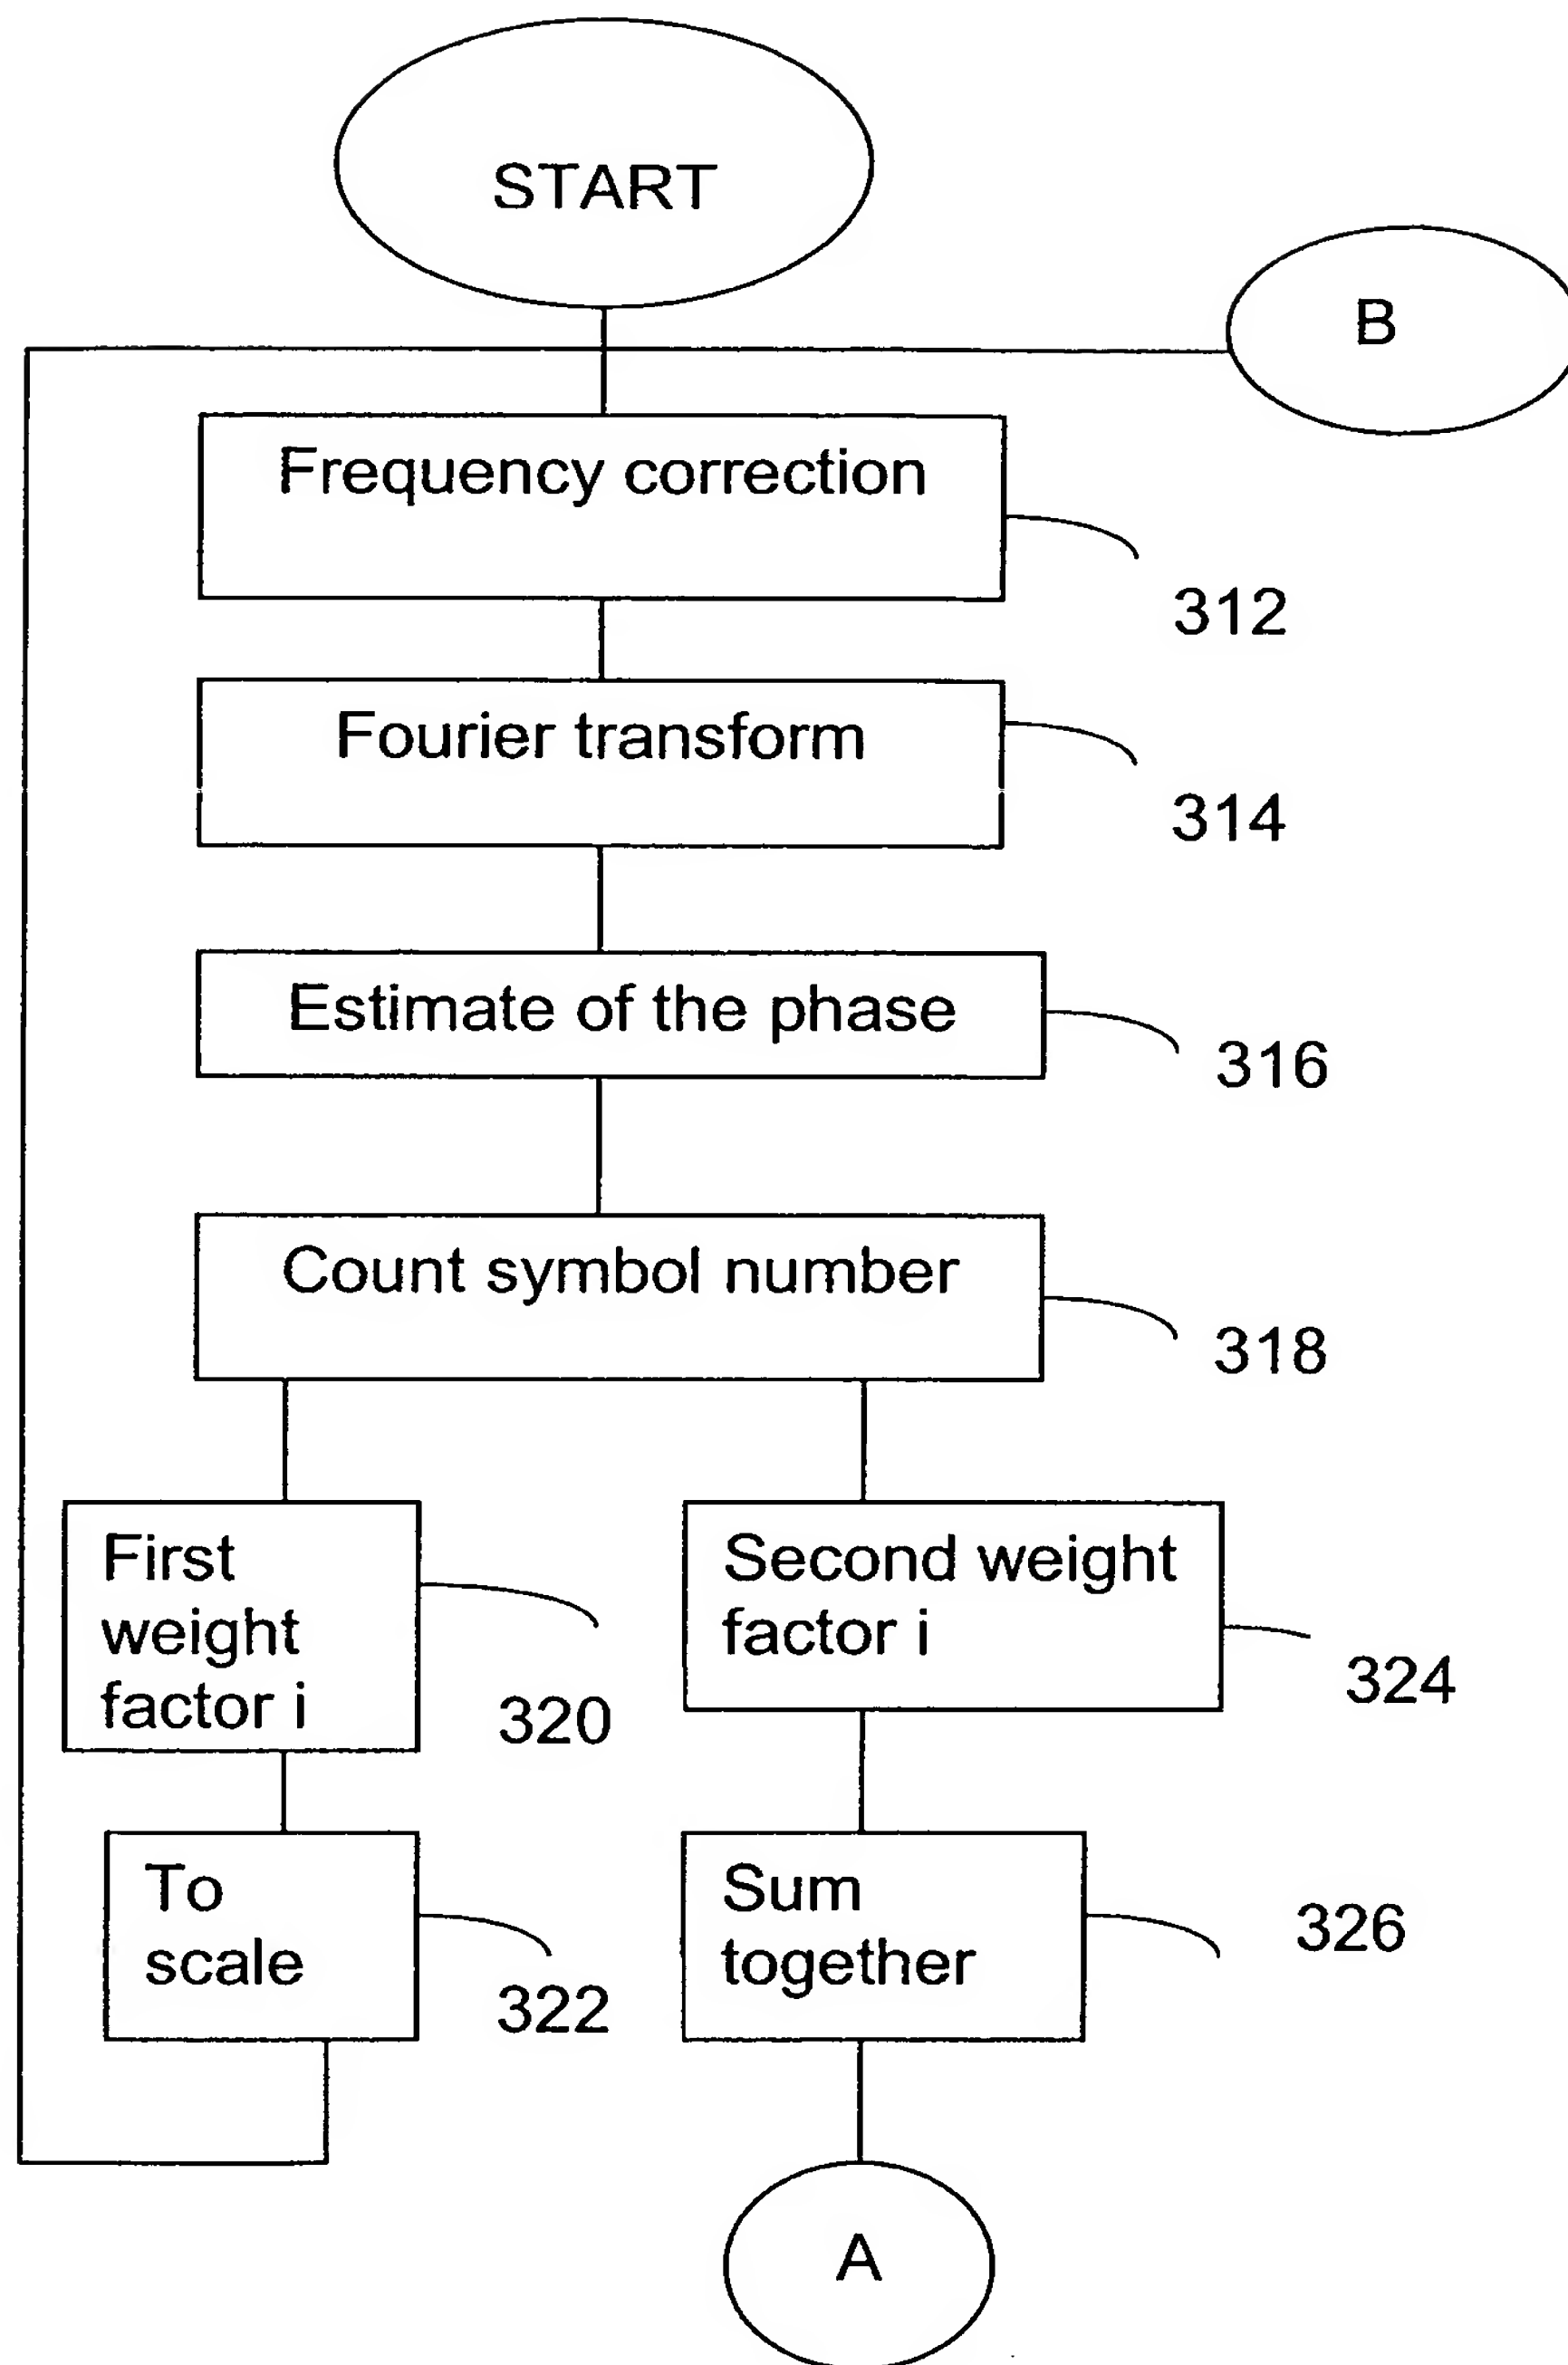 START
B
Frequency correction
312
Fourier transform
314
Estimate of the phase
316
Count symbol number
318
First
weight
factor i
320
Second weight
factor i
324
To
scale
322
Sum
together
326
A